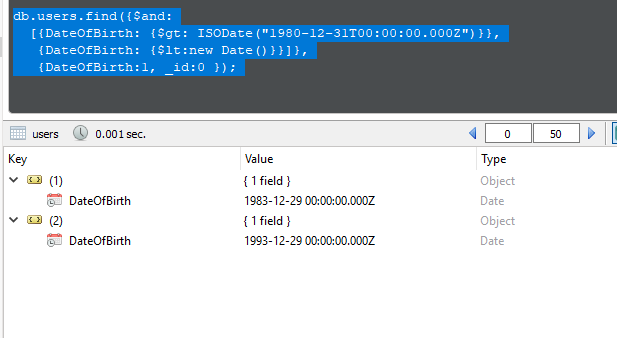 db.users.find({$and:
[{DateOfBirth: {$gt: ISODate("1980-12-31T00:00:00.000Z")}},
{DateOfBirth: {$lt:new Date()}}]},
{DateOfBirth:1, _id:0 });
users 0.001 sec. 0 50
Key Value Type
(1) { 1 field } Object
DateOfBirth 1983-12-29 00:00:00.000Z Date
(2) { 1 field } Object
DateOfBirth 1993-12-29 00:00:00.000Z Date